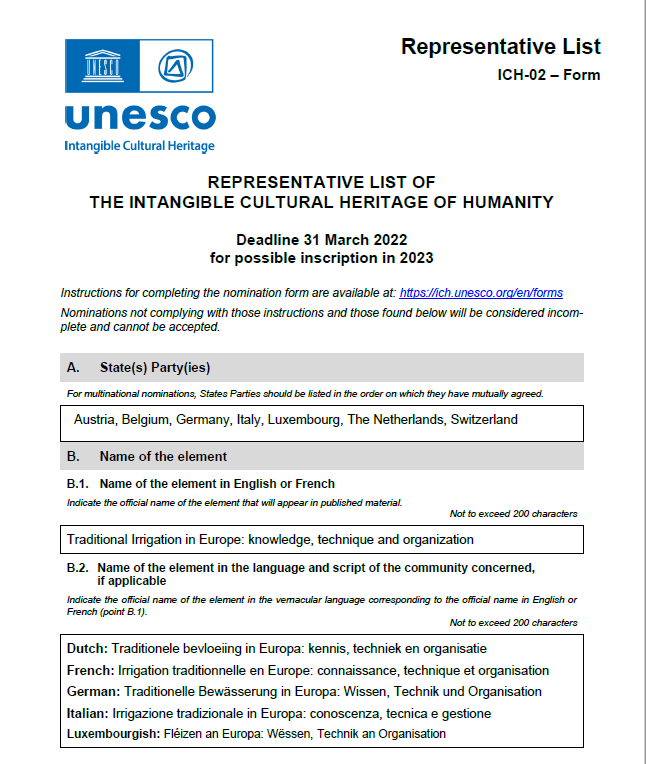 Representative List
ICH-02 – Form
UNESCO
unesco
Intangible Cultural Heritage
REPRESENTATIVE LIST OF
THE INTANGIBLE CULTURAL HERITAGE OF HUMANITY
Deadline 31 March 2022
for possible inscription in 2023
Instructions for completing the nomination form are available at: https://ich.unesco.org/en/forms
Nominations not complying with those instructions and those found below will be considered incom-
plete and cannot be accepted.
A. State(s) Party(ies)
For multinational nominations, States Parties should be listed in the order on which they have mutually agreed.
Austria, Belgium, Germany, Italy, Luxembourg, The Netherlands, Switzerland
B. Name of the element
B.1. Name of the element in English or French
Indicate the official name of the element that will appear in published material.
Not to exceed 200 characters
Traditional Irrigation in Europe: knowledge, technique and organization
B.2. Name of the element in the language and script of the community concerned,
if applicable
Indicate the official name of the element in the vernacular language corresponding to the official name in English or
French (point B.1).
Not to exceed 200 characters
Dutch: Traditionele bevloeiing in Europa: kennis, techniek en organisatie
French: Irrigation traditionnelle en Europe: connaissance, technique et organisation
German: Traditionelle Bewässerung in Europa: Wissen, Technik und Organisation
Italian: Irrigazione tradizionale in Europa: conoscenza, tecnica e gestione
Luxembourgish: Fléizen an Europa: Wëssen, Technik an Organisation